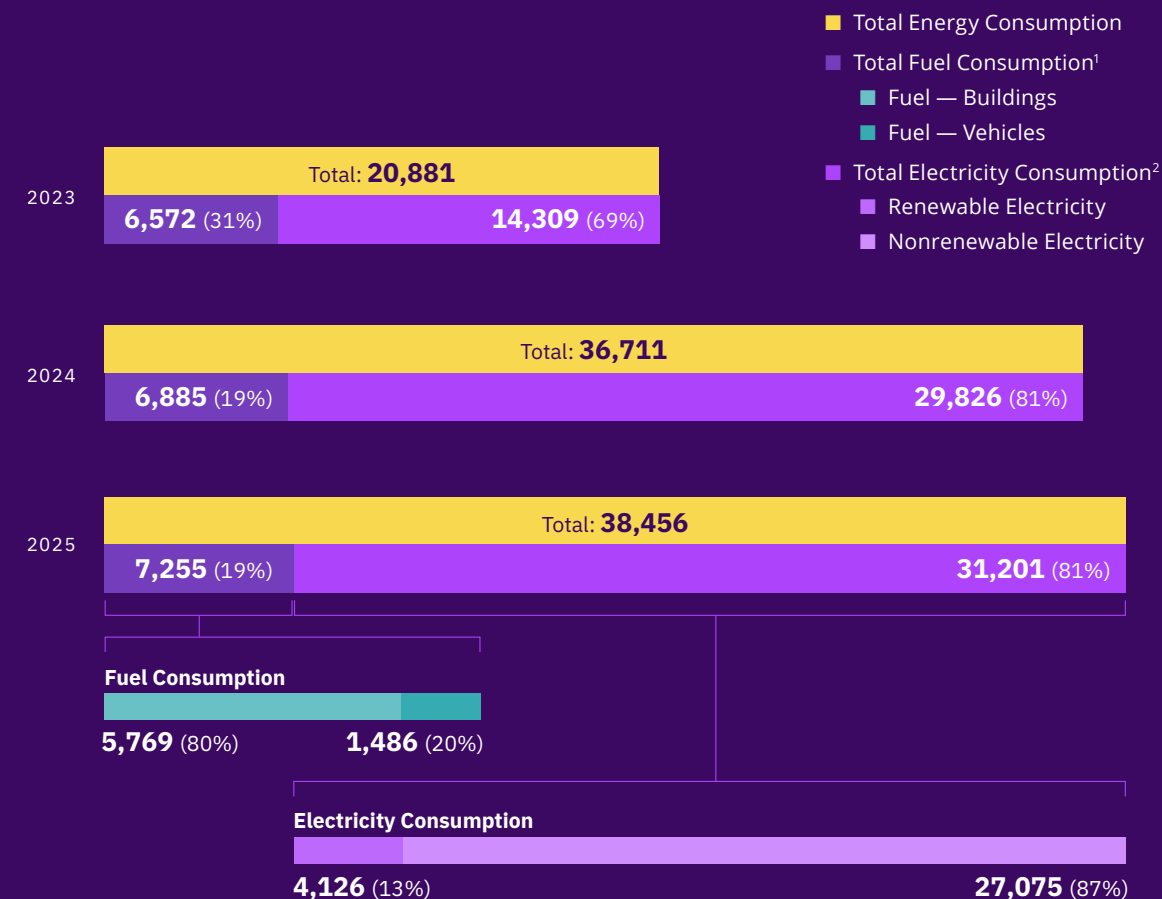 Total Energy Consumption
Total Fuel Consumption¹
Fuel — Buildings
Fuel — Vehicles
Total Electricity Consumption²
Renewable Electricity
Nonrenewable Electricity
2023
Total: 20,881
6,572 (31%) 14,309 (69%)
2024
Total: 36,711
6,885 (19%) 29,826 (81%)
2025
Total: 38,456
7,255 (19%) 31,201 (81%)
Fuel Consumption
5,769 (80%) 1,486 (20%)
Electricity Consumption
4,126 (13%) 27,075 (87%)